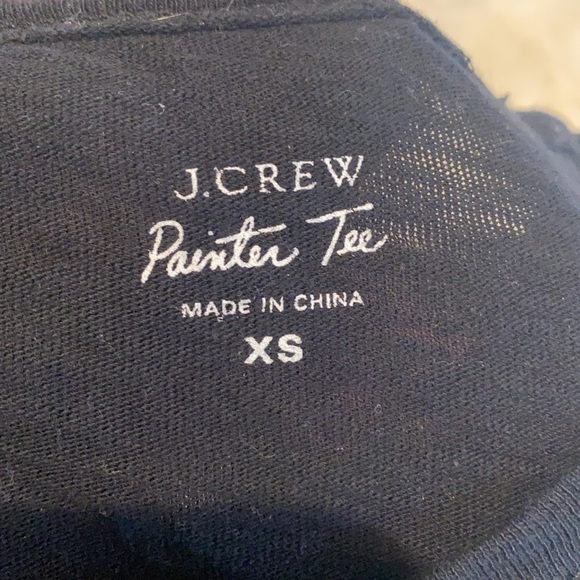 J.CREW
Painter Tee
MADE IN CHINA
XS